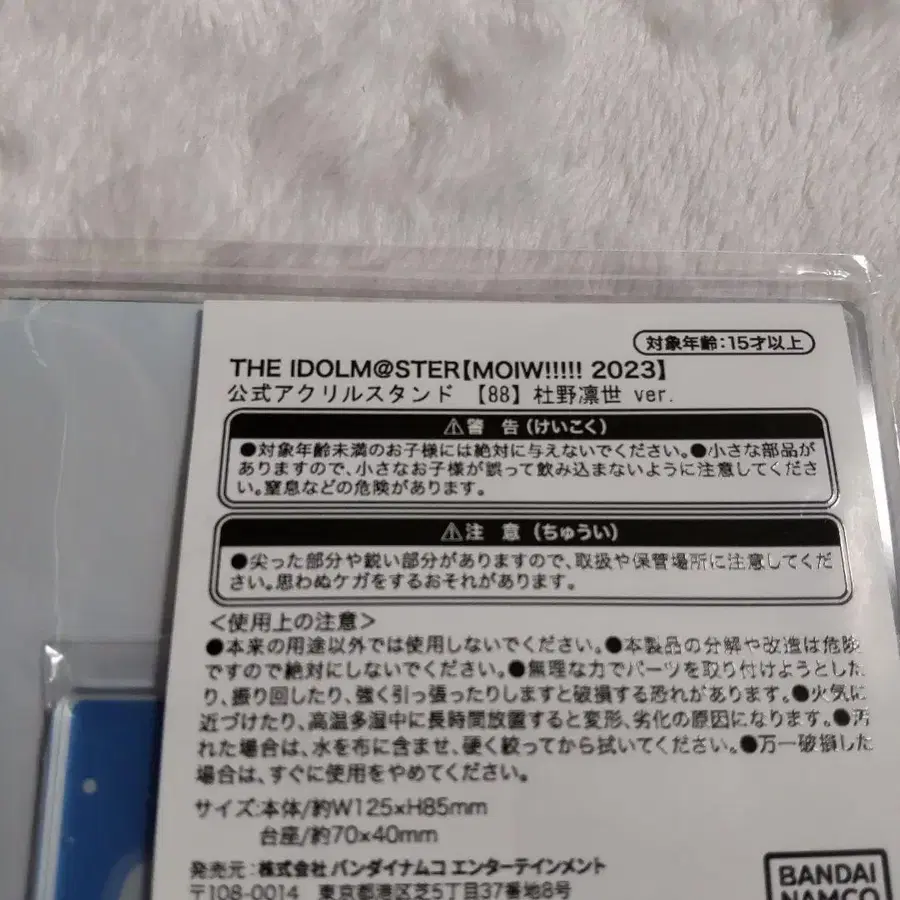 対象年齢:15才以上
THE IDOLM@STER【MOIW!!!!! 2023】
公式アクリルスタンド 【88】杜野凛世 ver.
⚠警 告(けいこく)
●対象年齢未満のお子様には絶対に与えないでください。●小さな部品が
ありますので、小さなお子様が誤って飲み込まないように注意してくださ
い。窒息などの危険があります。
⚠注 意(ちゅうい)
●尖った部分や鋭い部分がありますので、取扱や保管場所に注意してくだ
さい。思わぬケガをするおそれがあります。
＜使用上の注意＞
●本来の用途以外では使用しないでください。●本製品の分解や改造は危険
ですので絶対にしないでください。●無理な力でパーツを取り付けようとした
り、振り回したり、強く引っ張ったりしますと破損する恐れがあります。●火気に
近づけたり、高温多湿中に長時間放置すると変形、劣化の原因になります。●汚
れた場合は、水を布に含ませ、硬く絞ってから拭いてください。●万一破損した
場合は、すぐに使用をやめてください。
サイズ:本体/約W125×H85mm
台座/約70×40mm
発売元:株式会社 バンダイナムコ エンターテインメント
〒108-0014 東京都港区芝5丁目37番地8号
BANDAI
NAMCO